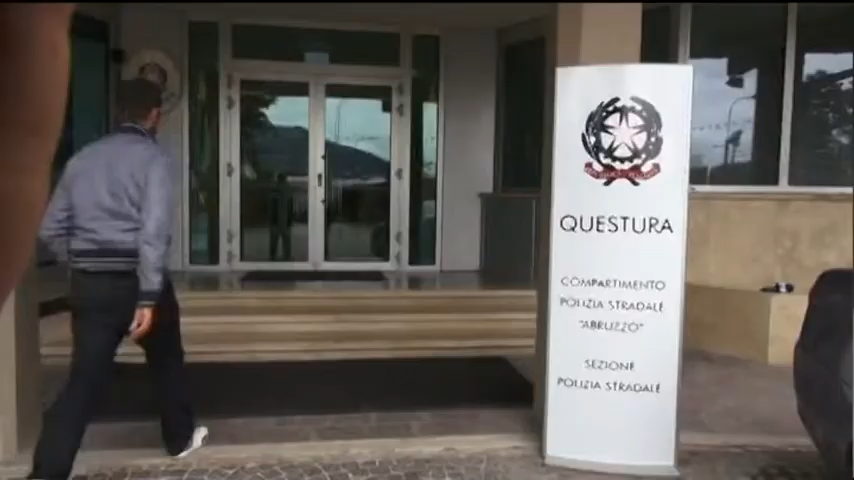 QUESTURA
COMPARTIMENTO
POLIZIA STRADALE
"ABRUZZO"
SEZIONE
POLIZIA STRADALE